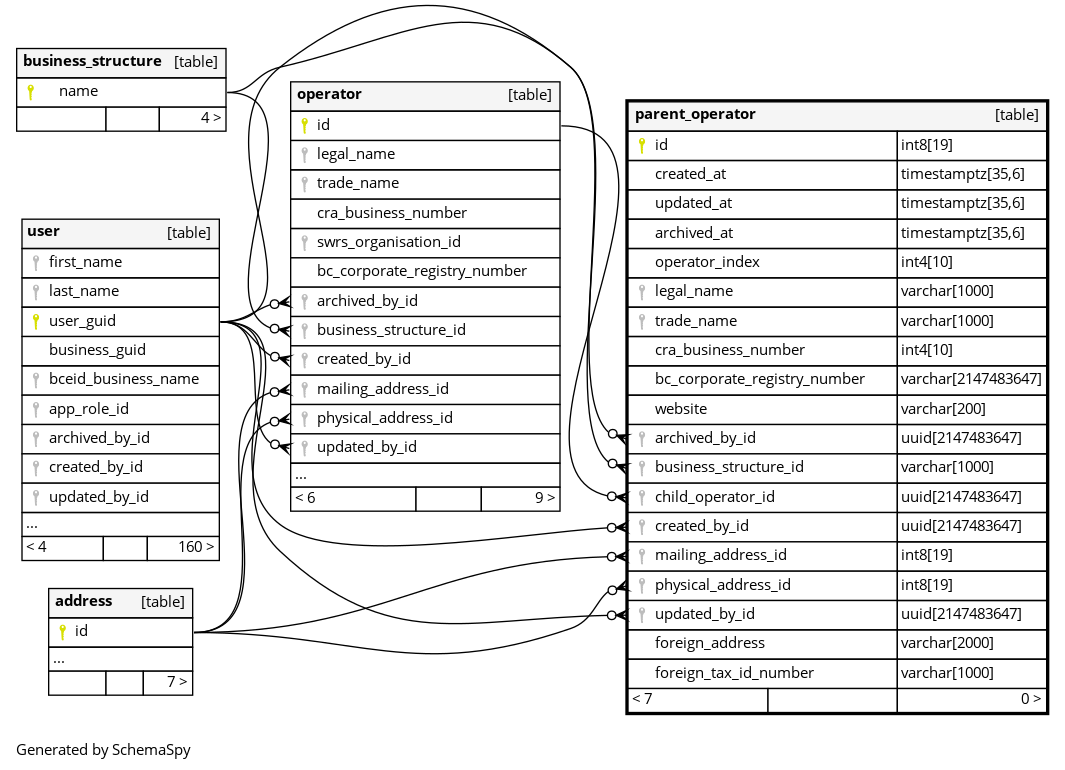 business_structure [table]
name
4 >
operator [table]
id
legal_name
trade_name
cra_business_number
swrs_organisation_id
bc_corporate_registry_number
archived_by_id
business_structure_id
created_by_id
mailing_address_id
physical_address_id
updated_by_id
...
< 6 9 >
user [table]
first_name
last_name
user_guid
business_guid
bceid_business_name
app_role_id
archived_by_id
created_by_id
updated_by_id
...
< 4 160 >
address [table]
id
...
7 >
parent_operator [table]
id int8[19]
created_at timestamptz[35,6]
updated_at timestamptz[35,6]
archived_at timestamptz[35,6]
operator_index int4[10]
legal_name varchar[1000]
trade_name varchar[1000]
cra_business_number int4[10]
bc_corporate_registry_number varchar[2147483647]
website varchar[200]
archived_by_id uuid[2147483647]
business_structure_id varchar[1000]
child_operator_id uuid[2147483647]
created_by_id uuid[2147483647]
mailing_address_id int8[19]
physical_address_id int8[19]
updated_by_id uuid[2147483647]
foreign_address varchar[2000]
foreign_tax_id_number varchar[1000]
< 7 0 >
Generated by SchemaSpy